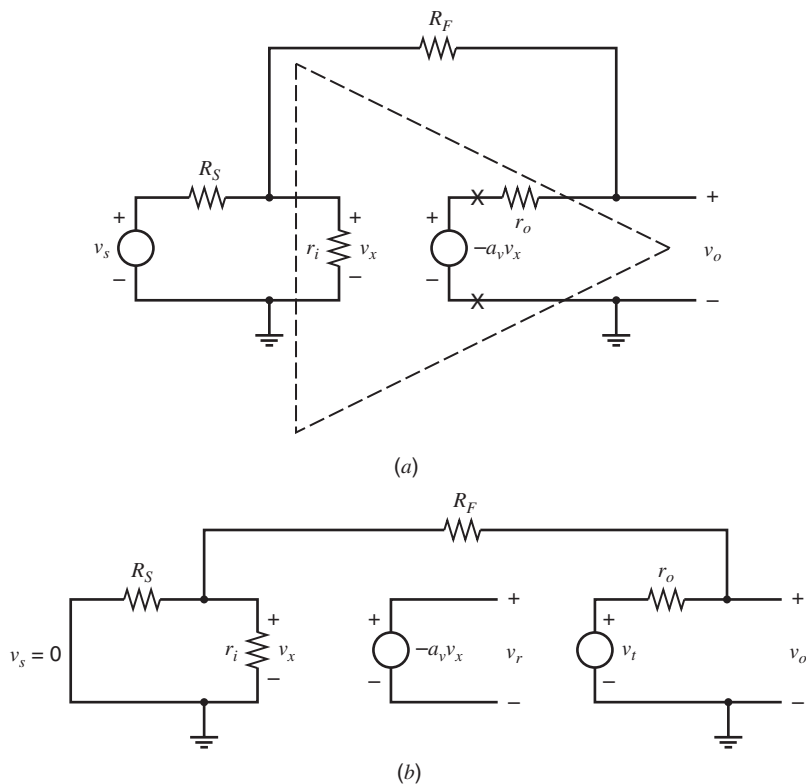 R_F
R_S
+ + X + X r_o +
v_s r_i v_x −a_v v_x v_o
− − − X −
(a)
R_F
R_S r_o
+ + + + +
v_s = 0 r_i v_x −a_v v_x v_r v_t v_o
− − − − −
(b)